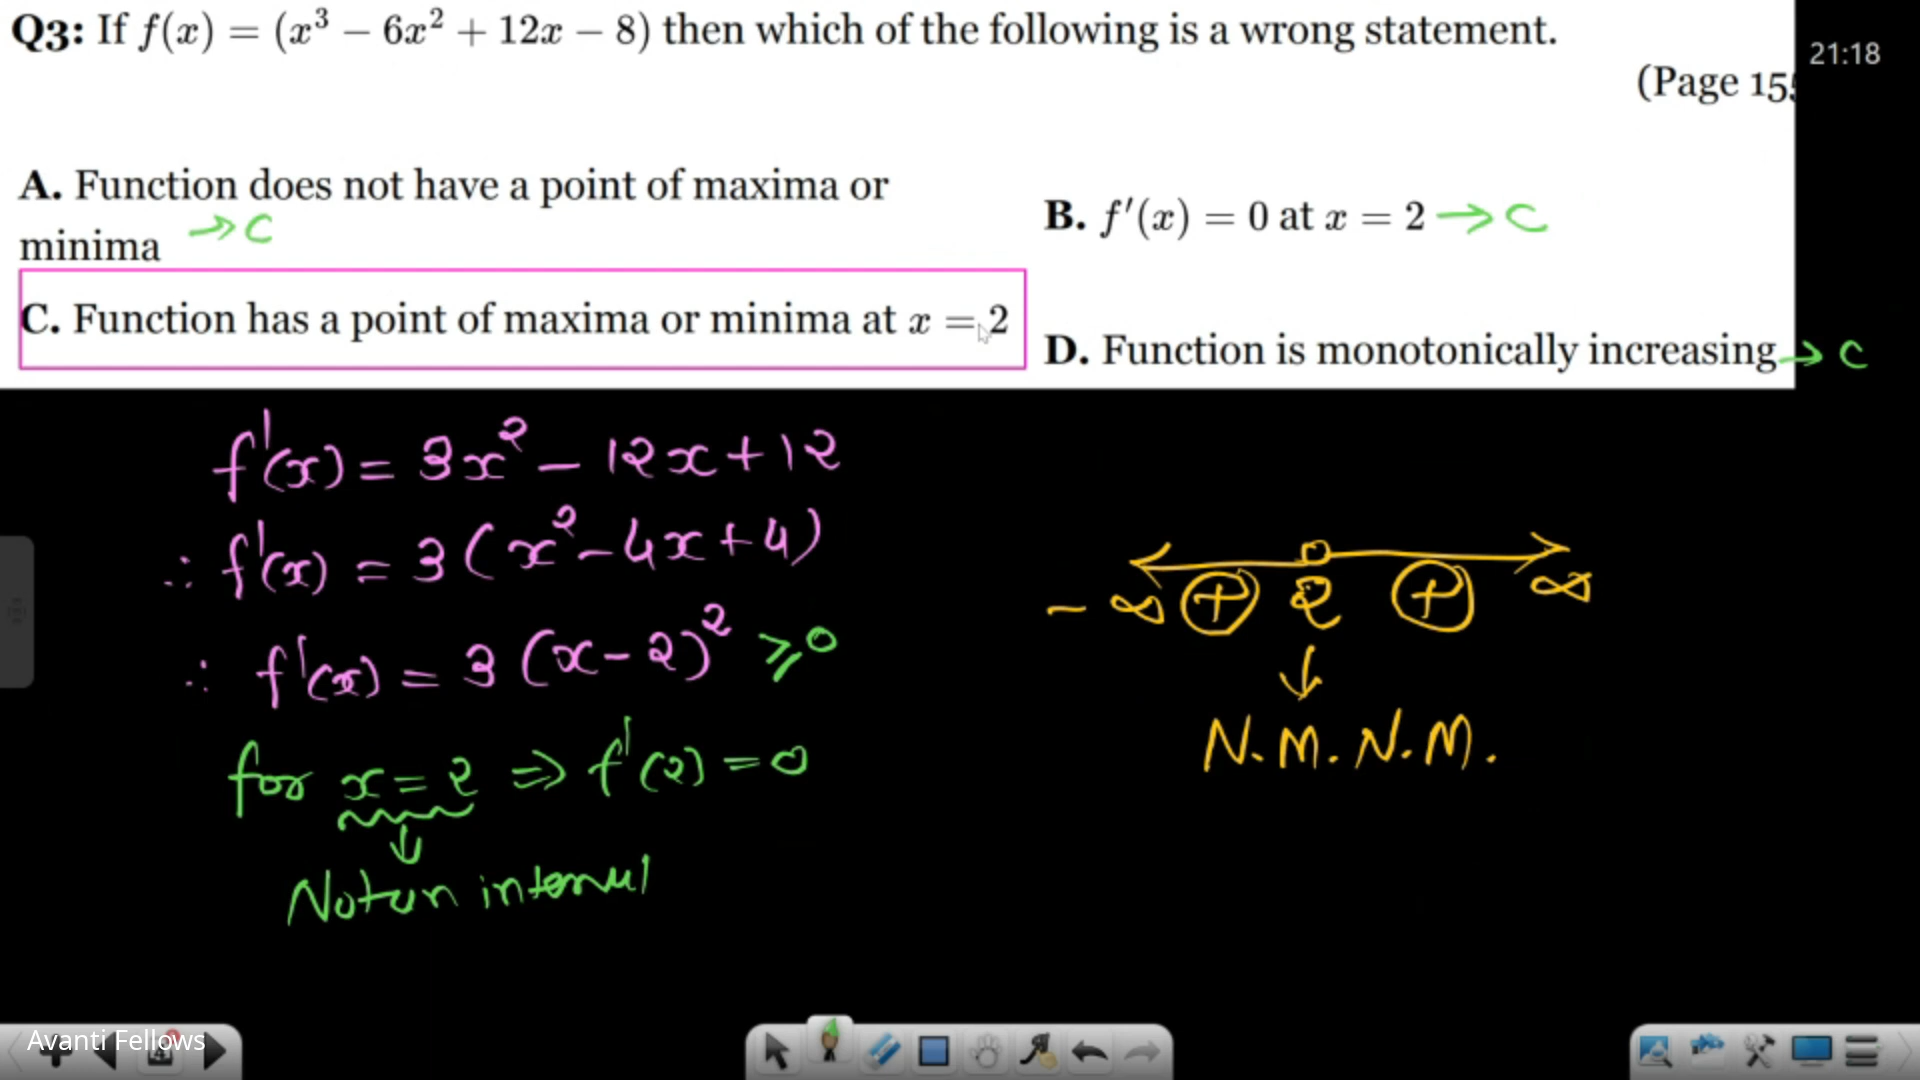 Q3: If f(x) = (x³ − 6x² + 12x − 8) then which of the following is a wrong statement.
21:18
(Page 15
A. Function does not have a point of maxima or
minima → C
B. f′(x) = 0 at x = 2 → C
C. Function has a point of maxima or minima at x = 2
D. Function is monotonically increasing → C
f'(x) = 3x² − 12x + 12
∴ f'(x) = 3(x² − 4x + 4)
∴ f'(x) = 3(x − 2)² ≥ 0
for x = 2 ⇒ f'(2) = 0
↓
Not an interval
− ∞ + 2 + ∞
↓
N.M.N.M.
Avanti Fellows